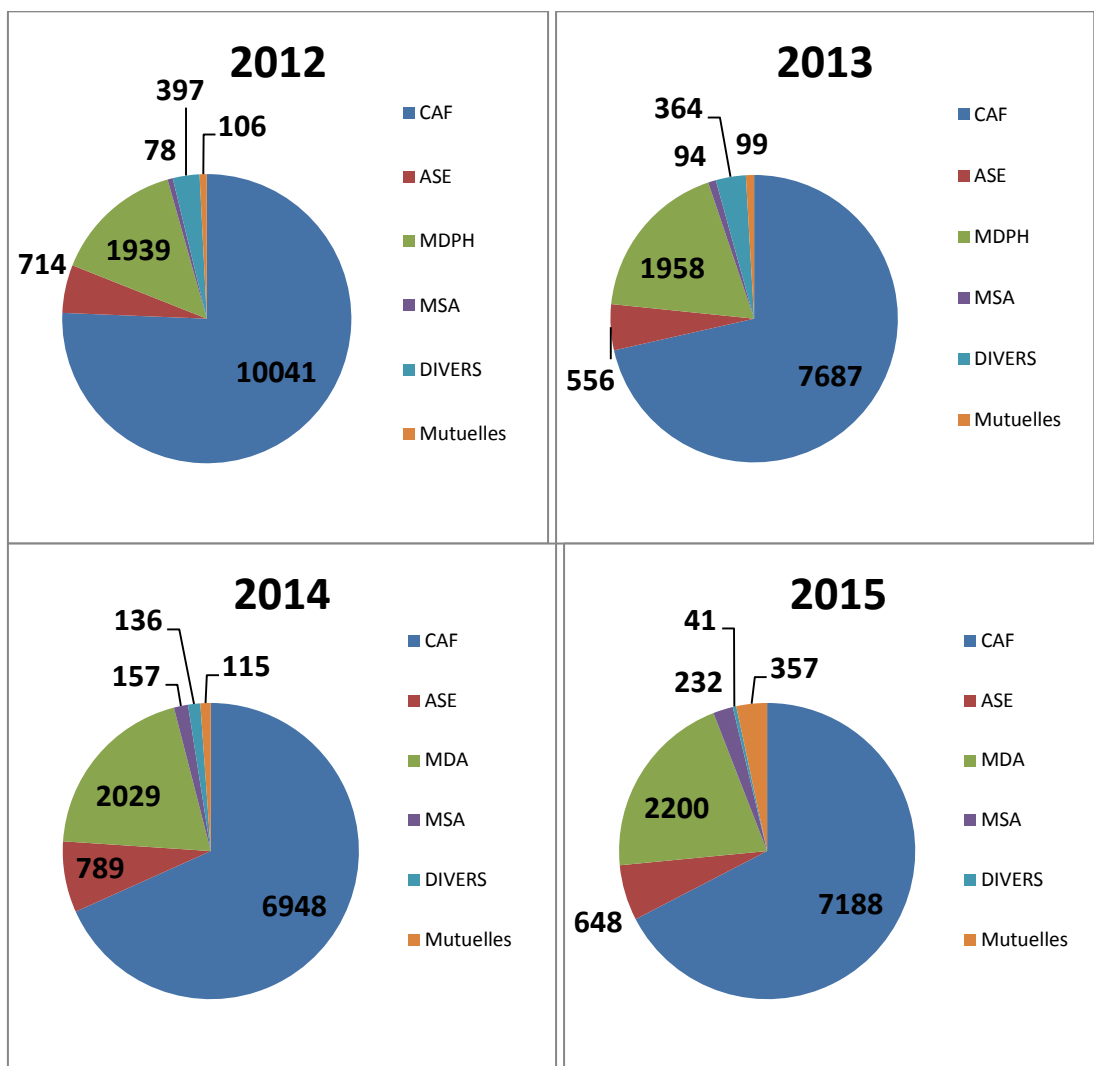 2012
397
106
78
1939
714
10041
CAF
ASE
MDPH
MSA
DIVERS
Mutuelles
2013
364
99
94
1958
556
7687
CAF
ASE
MDPH
MSA
DIVERS
Mutuelles
2014
136
115
157
2029
789
6948
CAF
ASE
MDA
MSA
DIVERS
Mutuelles
2015
41
357
232
2200
648
7188
CAF
ASE
MDA
MSA
DIVERS
Mutuelles